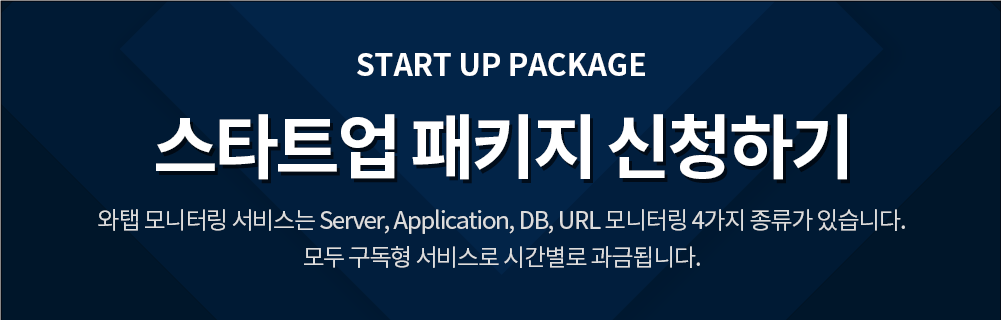 START UP PACKAGE
스타트업 패키지 신청하기
와탭 모니터링 서비스는 Server, Application, DB, URL 모니터링 4가지 종류가 있습니다.
모두 구독형 서비스로 시간별로 과금됩니다.